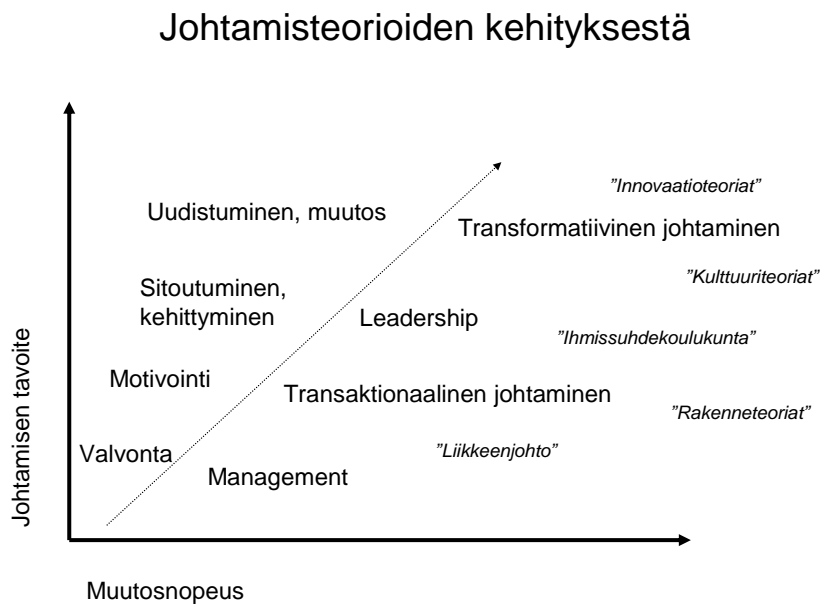 Johtamisteorioiden kehityksestä
”Innovaatioteoriat”
Uudistuminen, muutos
Transformatiivinen johtaminen
”Kulttuuriteoriat”
Sitoutuminen,
kehittyminen
Leadership
”Ihmissuhdekoulukunta”
Motivointi
Transaktionaalinen johtaminen
”Rakenneteoriat”
Valvonta
”Liikkeenjohto”
Management
Johtamisen tavoite
Muutosnopeus